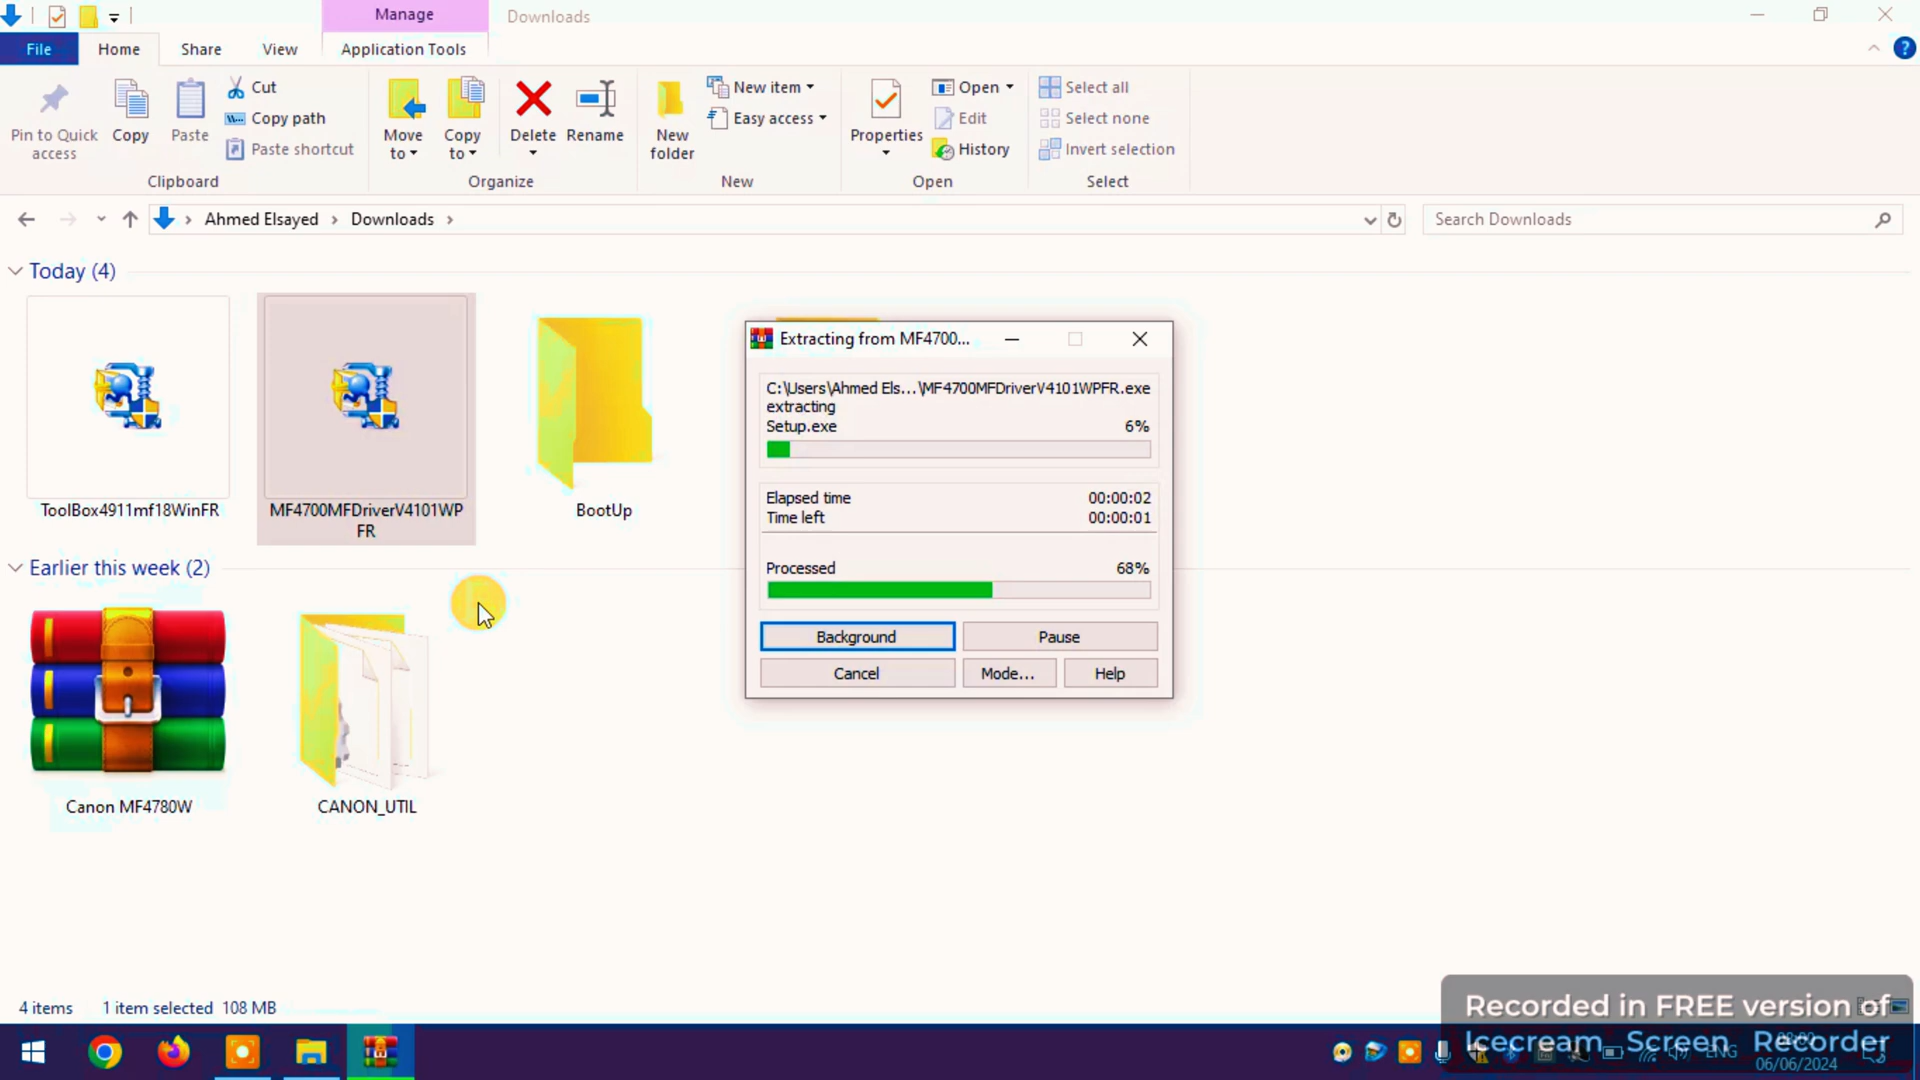 Manage
Downloads
File
Home
Share
View
Application Tools
Pin to Quick
access
Copy
Paste
Cut
Copy path
Paste shortcut
Clipboard
Move
to
Copy
to
Delete
Rename
Organize
New
folder
New item
Easy access
New
Properties
Open
Edit
History
Open
Select all
Select none
Invert selection
Select
Ahmed Elsayed
Downloads
Search Downloads
Today (4)
ToolBox4911mf18WinFR
MF4700MFDriverV4101WP
FR
BootUp
Extracting from MF4700...
C:\Users\Ahmed Els...\MF4700MFDriverV4101WPFR.exe
extracting
Setup.exe 6%
Elapsed time 00:00:02
Time left 00:00:01
Processed 68%
Background
Pause
Cancel
Mode...
Help
Earlier this week (2)
Canon MF4780W
CANON_UTIL
4 items 1 item selected 108 MB
Recorded in FREE version of
Icecream Screen Recorder
ENG
06/06/2024